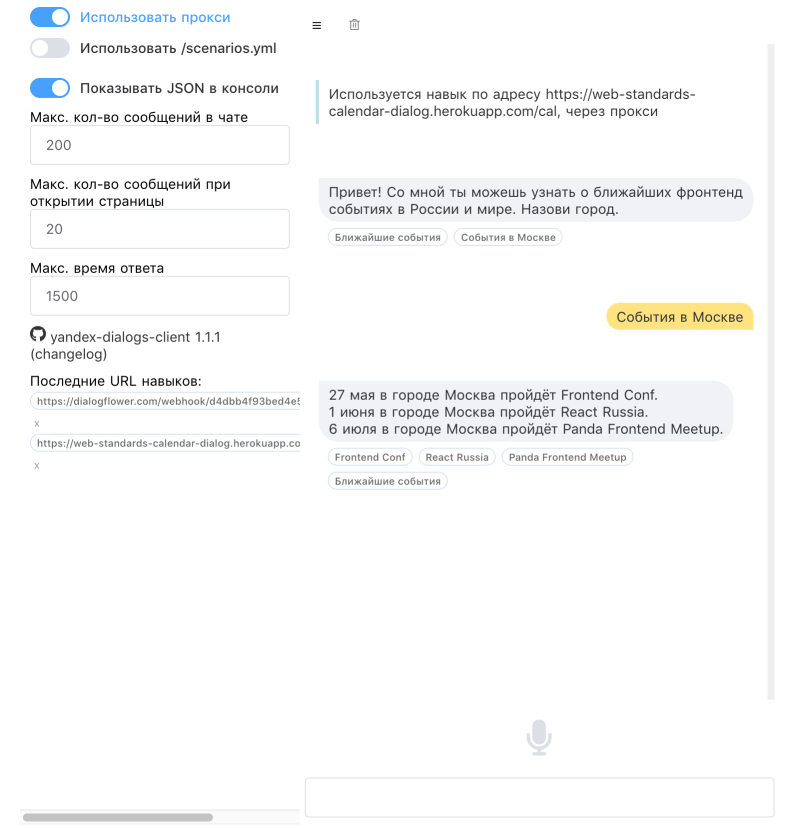 Использовать прокси
Использовать /scenarios.yml
Показывать JSON в консоли
Макс. кол-во сообщений в чате
200
Макс. кол-во сообщений при
открытии страницы
20
Макс. время ответа
1500
yandex-dialogs-client 1.1.1
(changelog)
Последние URL навыков:
https://dialogflower.com/webhook/d4dbb4f93bed4e5
x
https://web-standards-calendar-dialog.herokuapp.co
x
Используется навык по адресу https://web-standards-
calendar-dialog.herokuapp.com/cal, через прокси
Привет! Со мной ты можешь узнать о ближайших фронтенд
событиях в России и мире. Назови город.
Ближайшие события События в Москве
События в Москве
27 мая в городе Москва пройдёт Frontend Conf.
1 июня в городе Москва пройдёт React Russia.
6 июля в городе Москва пройдёт Panda Frontend Meetup.
Frontend Conf React Russia Panda Frontend Meetup
Ближайшие события